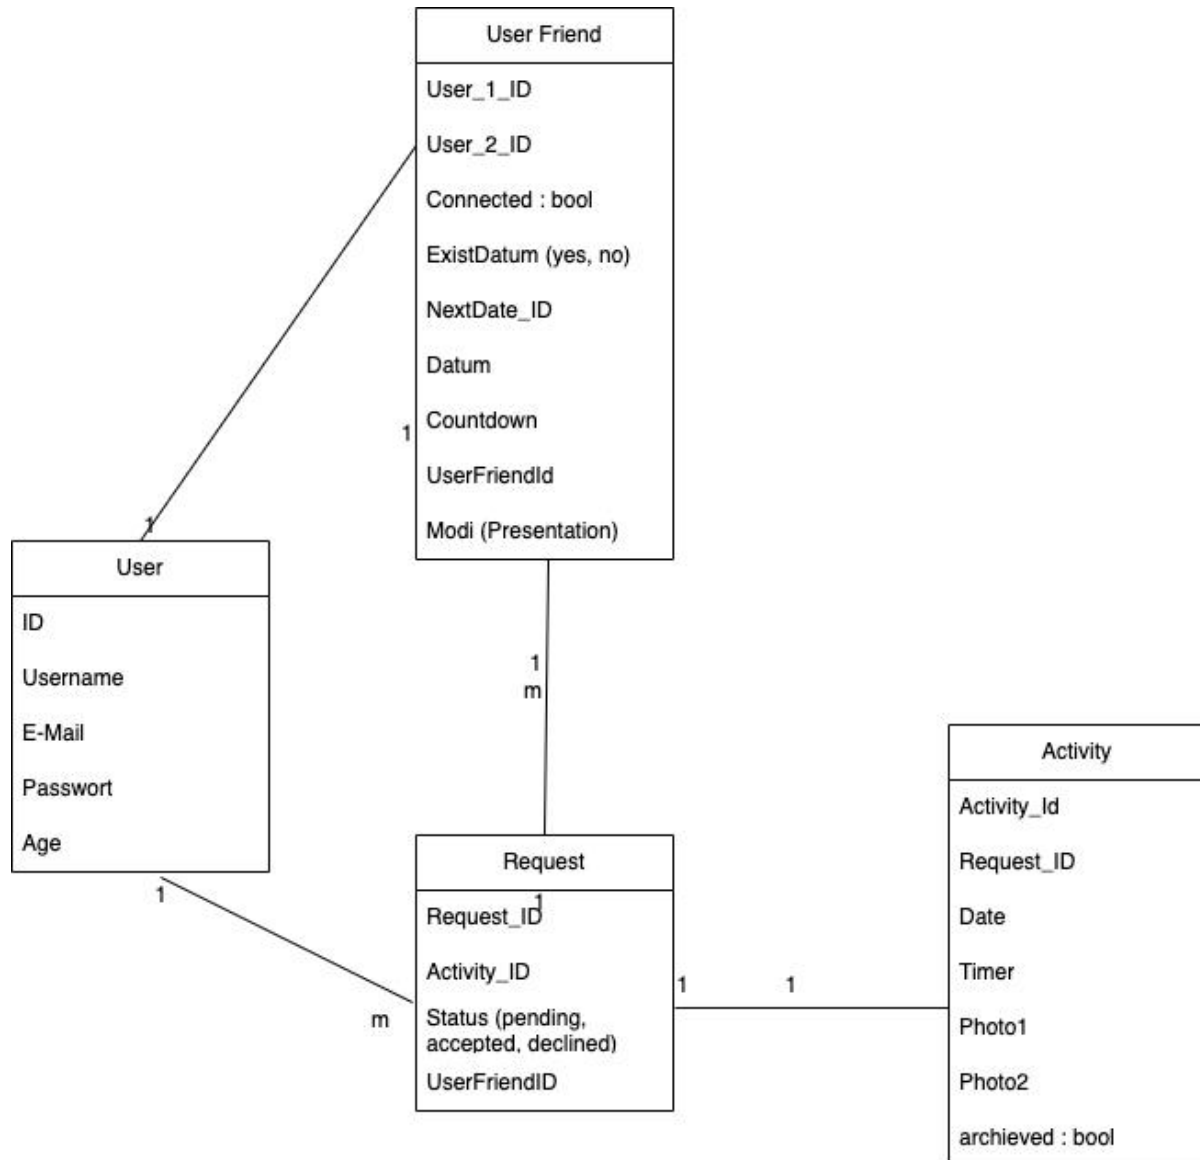 User Friend
User_1_ID
User_2_ID
Connected : bool
ExistDatum (yes, no)
NextDate_ID
Datum
Countdown
1
UserFriendId
Modi (Presentation)
1
User
ID
Username
E-Mail
Passwort
Age
1
1
m
Request
1
Request_ID
Activity_ID
Status (pending,
accepted, declined)
UserFriendID
m
1
1
Activity
Activity_Id
Request_ID
Date
Timer
Photo1
Photo2
archieved : bool